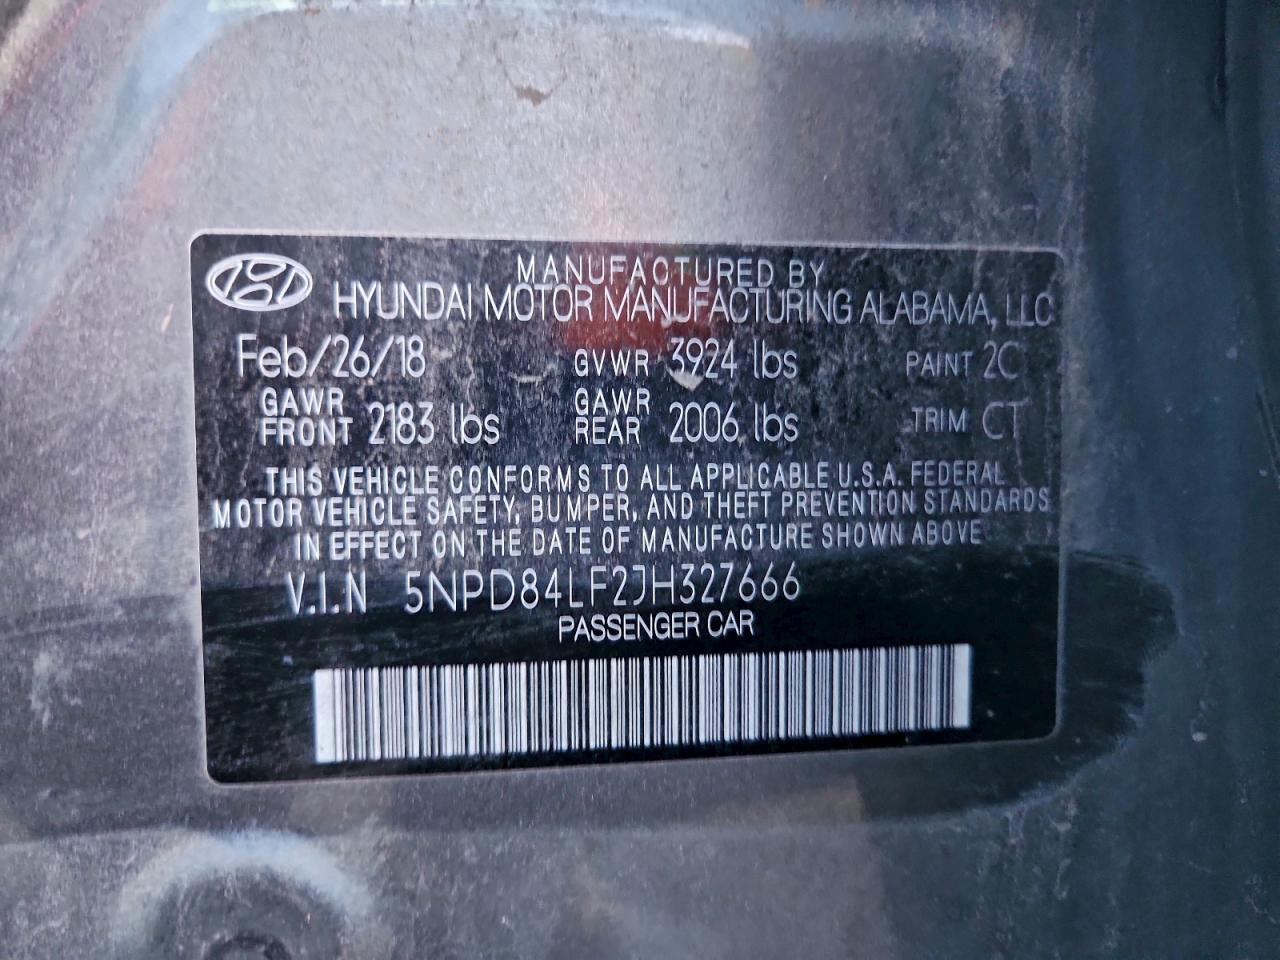 MANUFACTURED BY
HYUNDAI MOTOR MANUFACTURING ALABAMA, LLC
Feb/26/18 GVWR 3924 lbs PAINT 2C
GAWR FRONT 2183 lbs GAWR REAR 2006 lbs TRIM CT
THIS VEHICLE CONFORMS TO ALL APPLICABLE U.S.A. FEDERAL
MOTOR VEHICLE SAFETY, BUMPER, AND THEFT PREVENTION STANDARDS
IN EFFECT ON THE DATE OF MANUFACTURE SHOWN ABOVE
V.I.N 5NPD84LF2JH327666
PASSENGER CAR